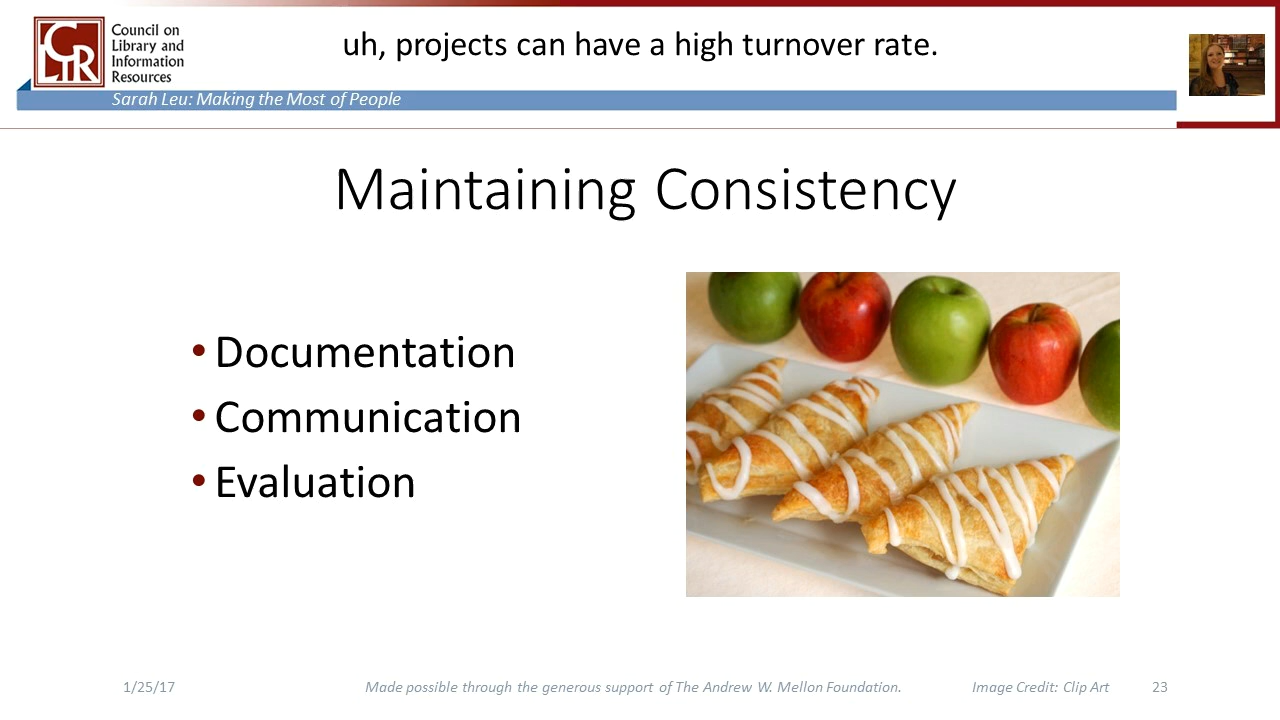 CLIR
Council on
Library and
Information
Resources
uh, projects can have a high turnover rate.
Sarah Leu: Making the Most of People
Maintaining Consistency
• Documentation
• Communication
• Evaluation
1/25/17
Made possible through the generous support of The Andrew W. Mellon Foundation.
Image Credit: Clip Art
23